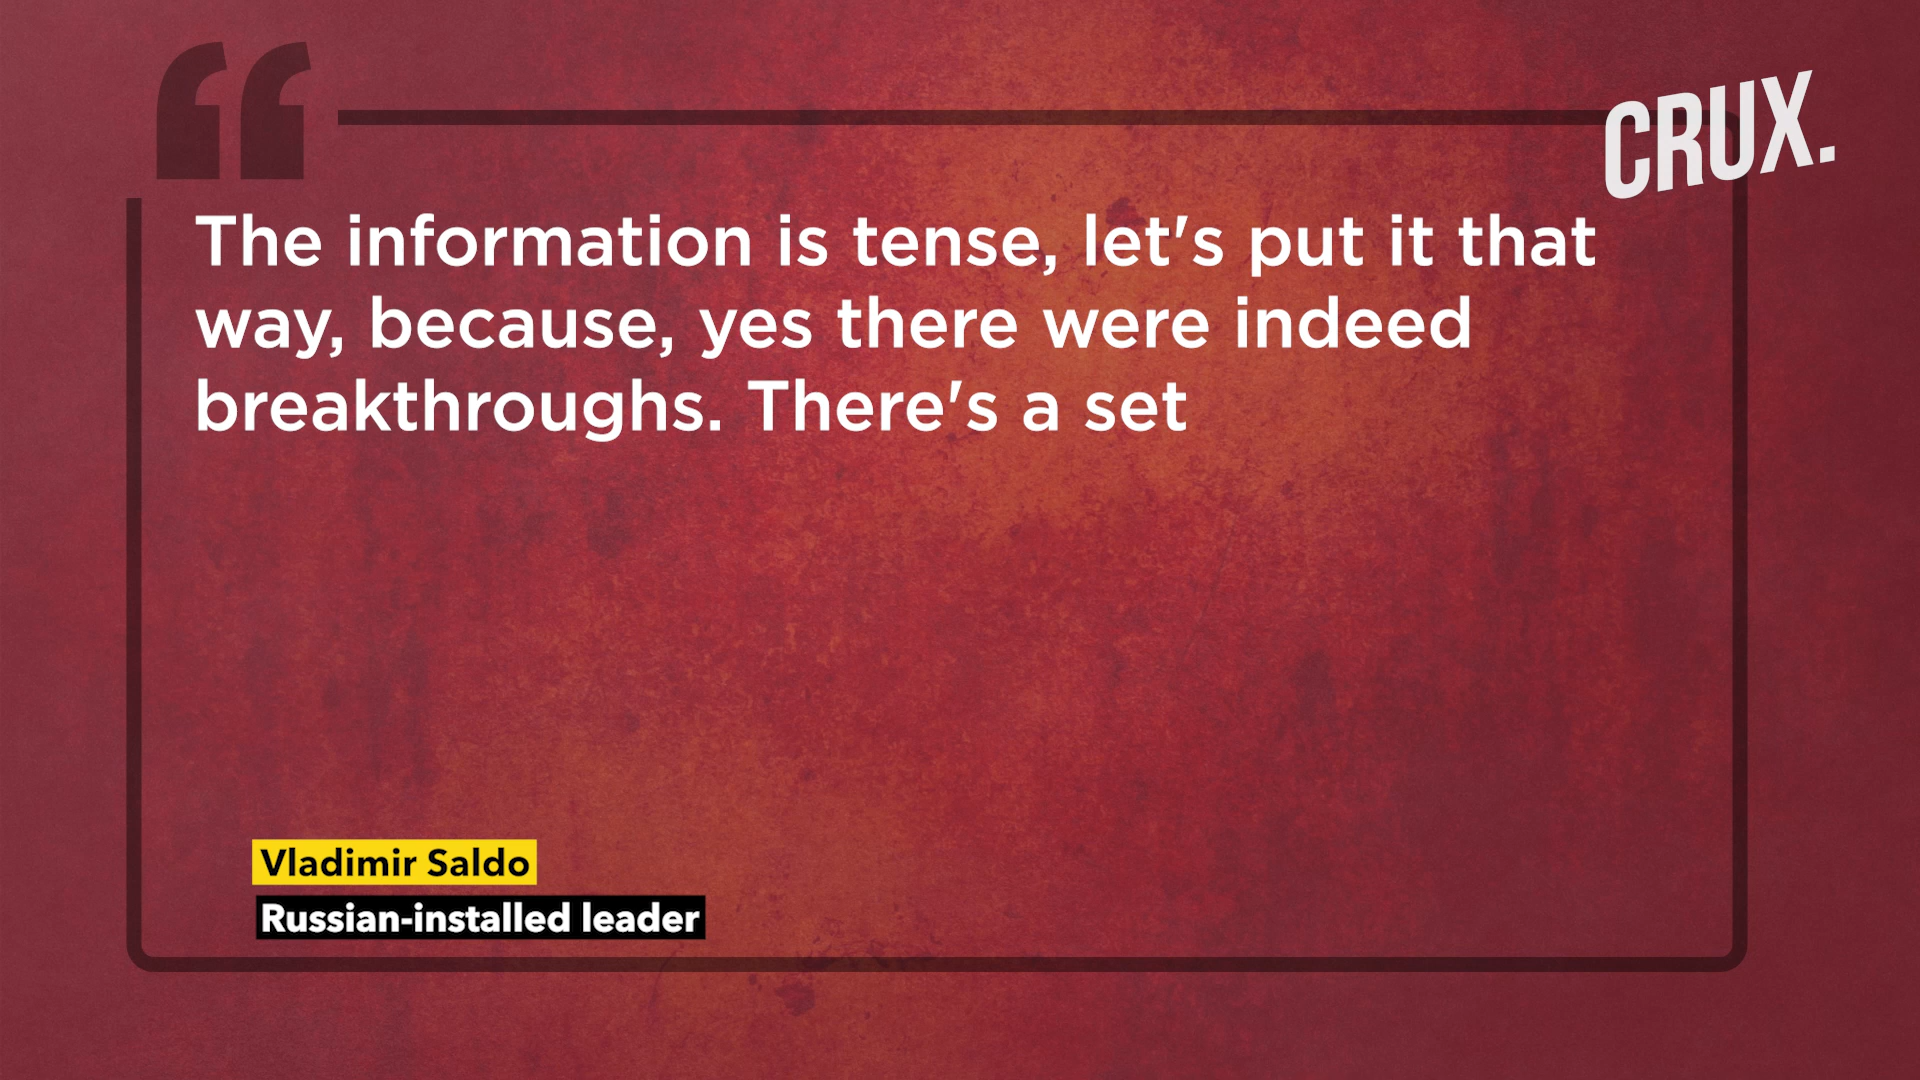 CRUX.
The information is tense, let's put it that
way, because, yes there were indeed
breakthroughs. There's a set
Vladimir Saldo
Russian-installed leader